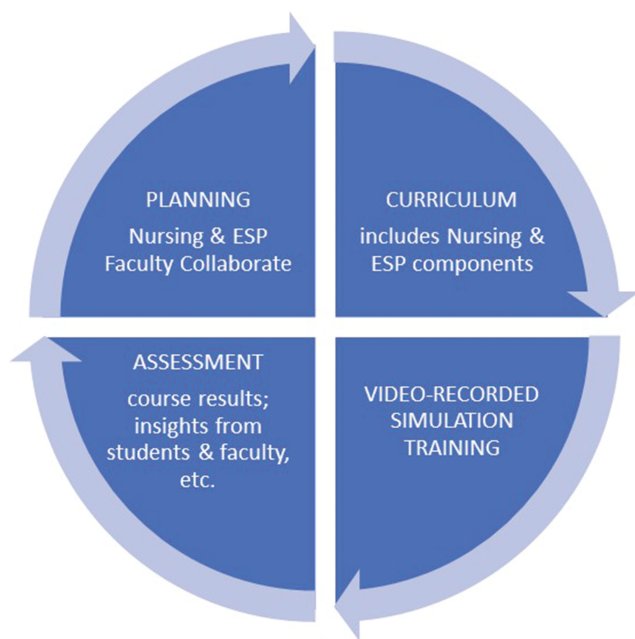 PLANNING
Nursing & ESP
Faculty Collaborate
CURRICULUM
includes Nursing &
ESP components
ASSESSMENT
course results;
insights from
students & faculty,
etc.
VIDEO-RECORDED
SIMULATION
TRAINING